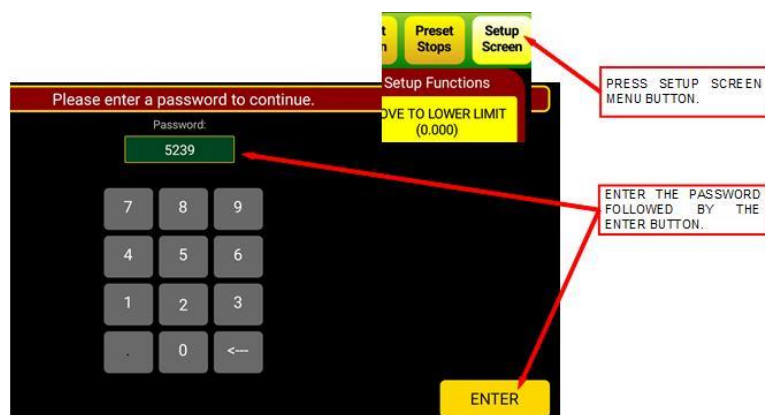 Preset
Stops
Setup
Screen
Setup Functions
PRESS SETUP SCREEN
MENU BUTTON.
Please enter a password to continue.
OVE TO LOWER LIMIT
(0.000)
Password:
5239
ENTER THE PASSWORD
FOLLOWED BY THE
ENTER BUTTON.
7 8 9
4 5 6
1 2 3
. 0 <---
ENTER